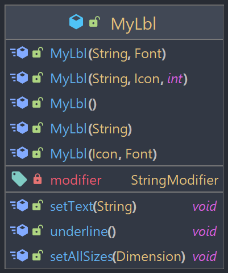 MyLbl
MyLbl(String, Font)
MyLbl(String, Icon, int)
MyLbl()
MyLbl(String)
MyLbl(Icon, Font)
modifier StringModifier
setText(String) void
underline() void
setAllSizes(Dimension) void